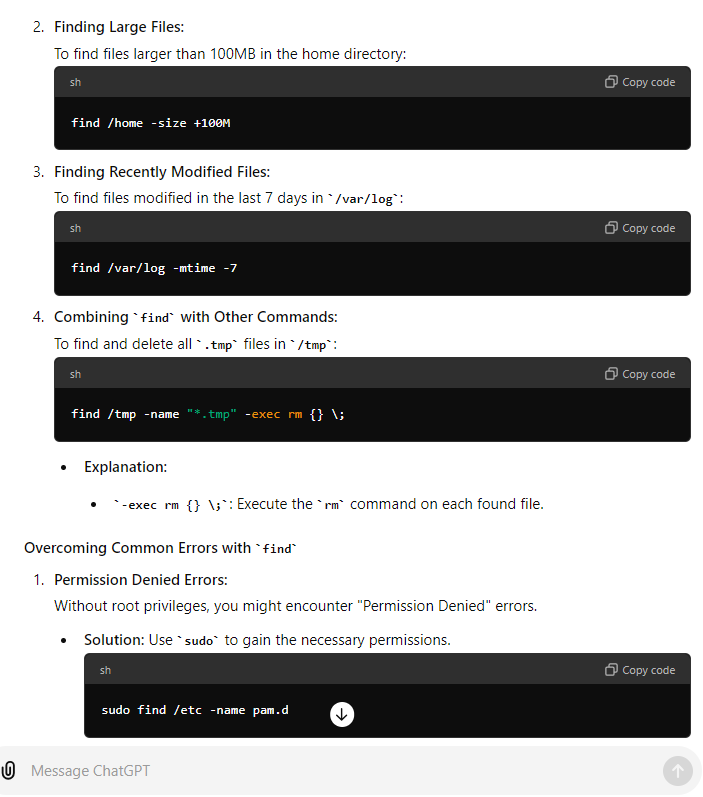 2. Finding Large Files:
To find files larger than 100MB in the home directory:
sh Copy code
find /home -size +100M
3. Finding Recently Modified Files:
To find files modified in the last 7 days in `/var/log`:
sh Copy code
find /var/log -mtime -7
4. Combining `find` with Other Commands:
To find and delete all `.tmp` files in `/tmp`:
sh Copy code
find /tmp -name "*.tmp" -exec rm {} \;
• Explanation:
• `-exec rm {} \;`: Execute the `rm` command on each found file.
Overcoming Common Errors with `find`
1. Permission Denied Errors:
Without root privileges, you might encounter "Permission Denied" errors.
• Solution: Use `sudo` to gain the necessary permissions.
sh Copy code
sudo find /etc -name pam.d
Message ChatGPT